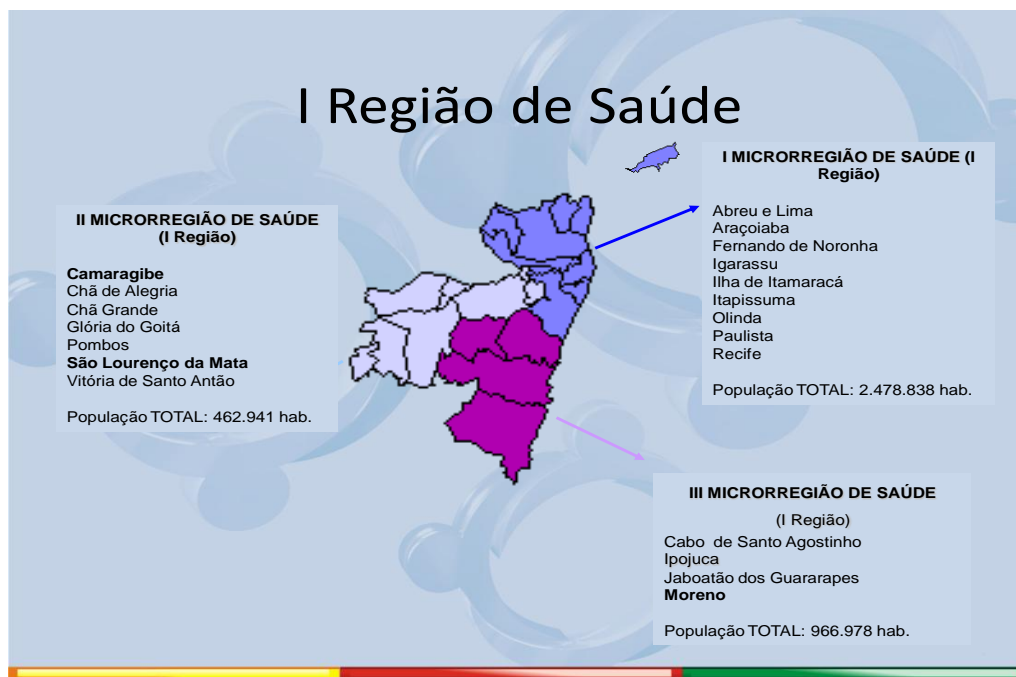 I Região de Saúde
I MICRORREGIÃO DE SAÚDE (I
Região)
Abreu e Lima
Araçoiaba
Fernando de Noronha
Igarassu
Ilha de Itamaracá
Itapissuma
Olinda
Paulista
Recife
População TOTAL: 2.478.838 hab.
II MICRORREGIÃO DE SAÚDE
(I Região)
Camaragibe
Chã de Alegria
Chã Grande
Glória do Goitá
Pombos
São Lourenço da Mata
Vitória de Santo Antão
População TOTAL: 462.941 hab.
III MICRORREGIÃO DE SAÚDE
(I Região)
Cabo  de Santo Agostinho
Ipojuca
Jaboatão dos Guararapes
Moreno
População TOTAL: 966.978 hab.